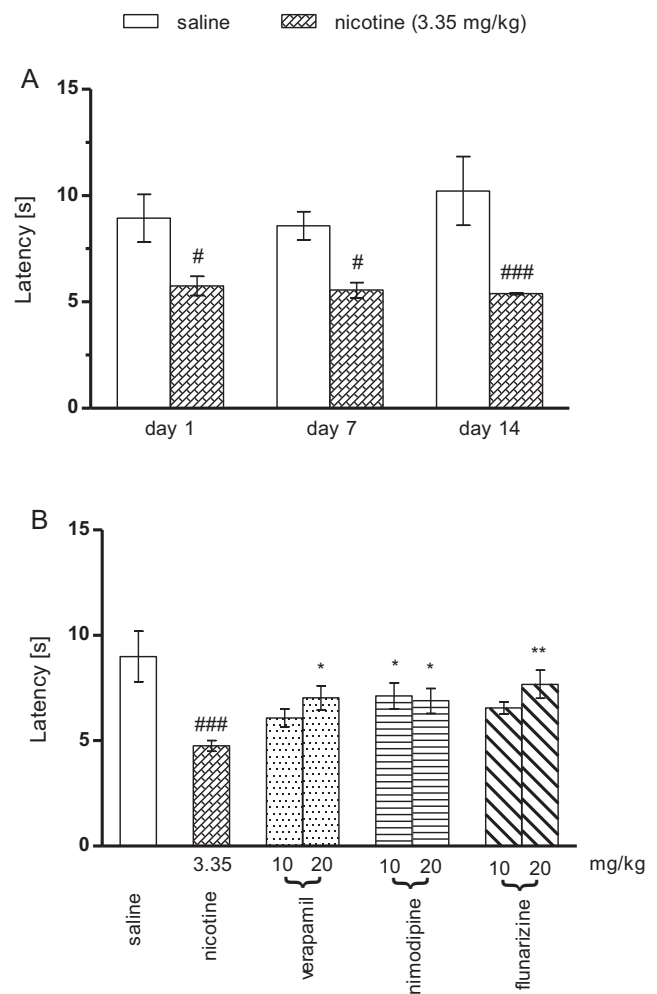 saline nicotine (3.35 mg/kg)
A
15
10
5
0
Latency [s]
#
#
###
day 1 day 7 day 14
B
15
10
5
0
Latency [s]
###
*
*
*
**
3.35 10 20 10 20 10 20 mg/kg
saline
nicotine
verapamil
nimodipine
flunarizine